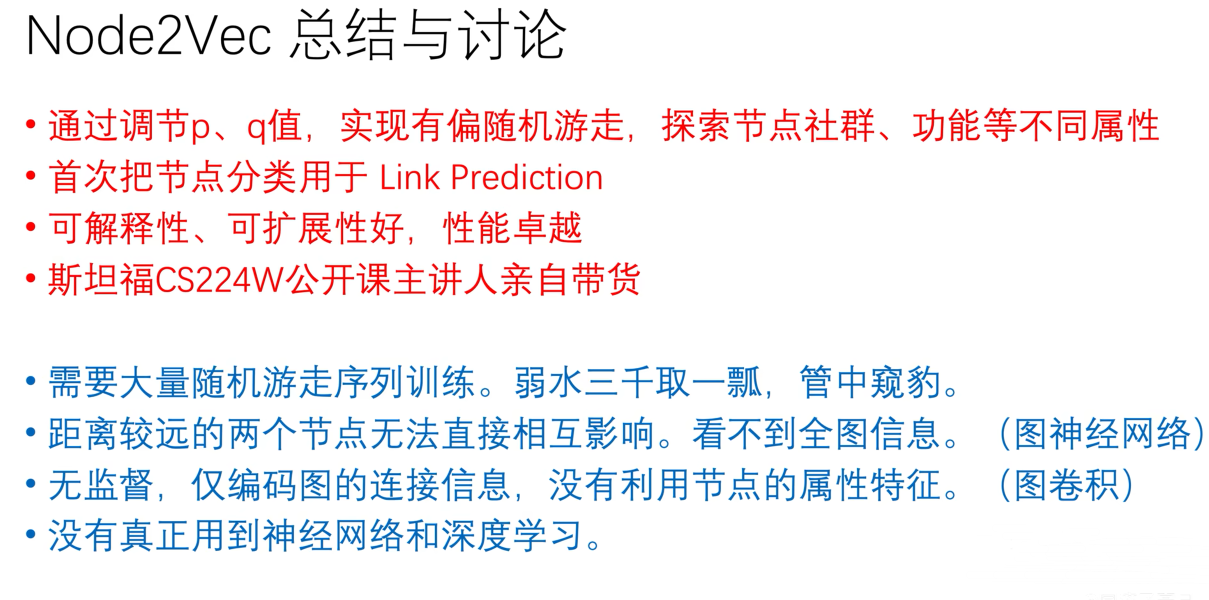 Node2Vec 总结与讨论
• 通过调节p、q值，实现有偏随机游走，探索节点社群、功能等不同属性
• 首次把节点分类用于 Link Prediction
• 可解释性、可扩展性好，性能卓越
• 斯坦福CS224W公开课主讲人亲自带货
• 需要大量随机游走序列训练。弱水三千取一瓢，管中窥豹。
• 距离较远的两个节点无法直接相互影响。看不到全图信息。（图神经网络）
• 无监督，仅编码图的连接信息，没有利用节点的属性特征。（图卷积）
• 没有真正用到神经网络和深度学习。